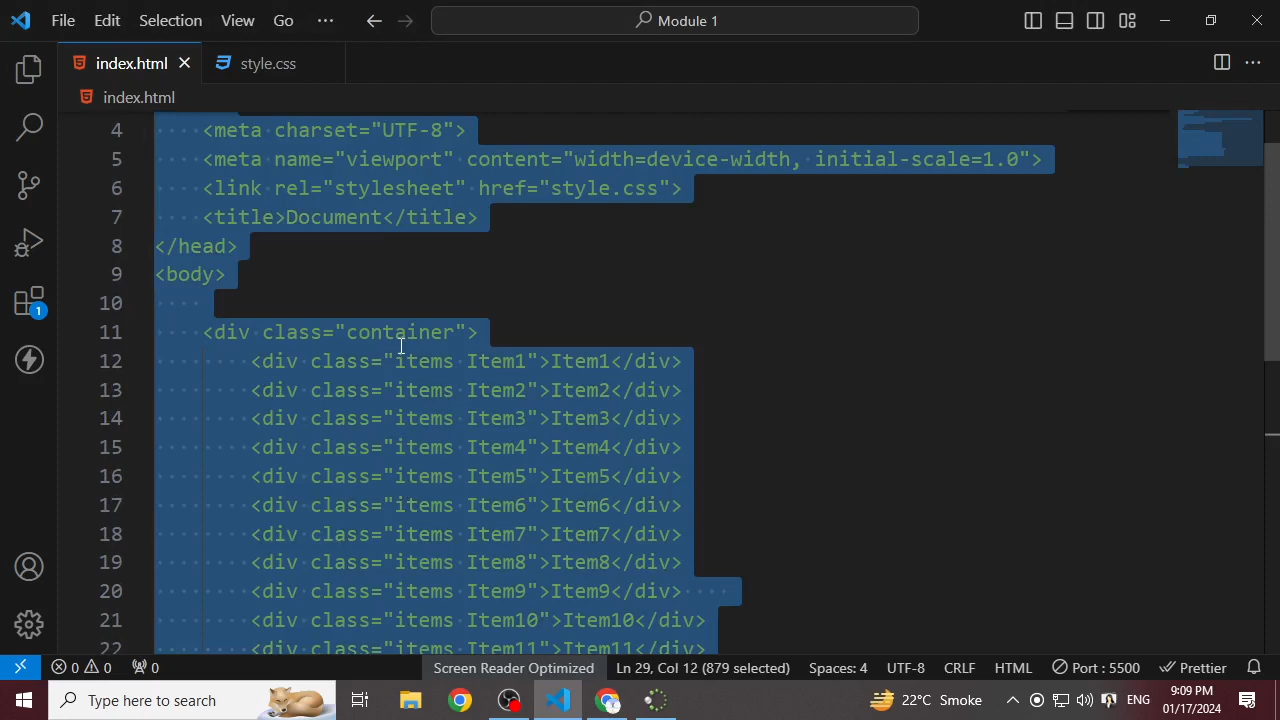 File Edit Selection View Go ··· Module 1
index.html style.css
index.html
4 <meta charset="UTF-8">
5 <meta name="viewport" content="width=device-width, initial-scale=1.0">
6 <link rel="stylesheet" href="style.css">
7 <title>Document</title>
8 </head>
9 <body>
10
11 <div class="container">
12 <div class="items Item1">Item1</div>
13 <div class="items Item2">Item2</div>
14 <div class="items Item3">Item3</div>
15 <div class="items Item4">Item4</div>
16 <div class="items Item5">Item5</div>
17 <div class="items Item6">Item6</div>
18 <div class="items Item7">Item7</div>
19 <div class="items Item8">Item8</div>
20 <div class="items Item9">Item9</div>
21 <div class="items Item10">Item10</div>
22 <div class="items Item11">Item11</div>
1
0 0 0 Screen Reader Optimized Ln 29, Col 12 (879 selected) Spaces: 4 UTF-8 CRLF HTML Port : 5500 Prettier
Type here to search 22°C Smoke ENG 9:09 PM
01/17/2024